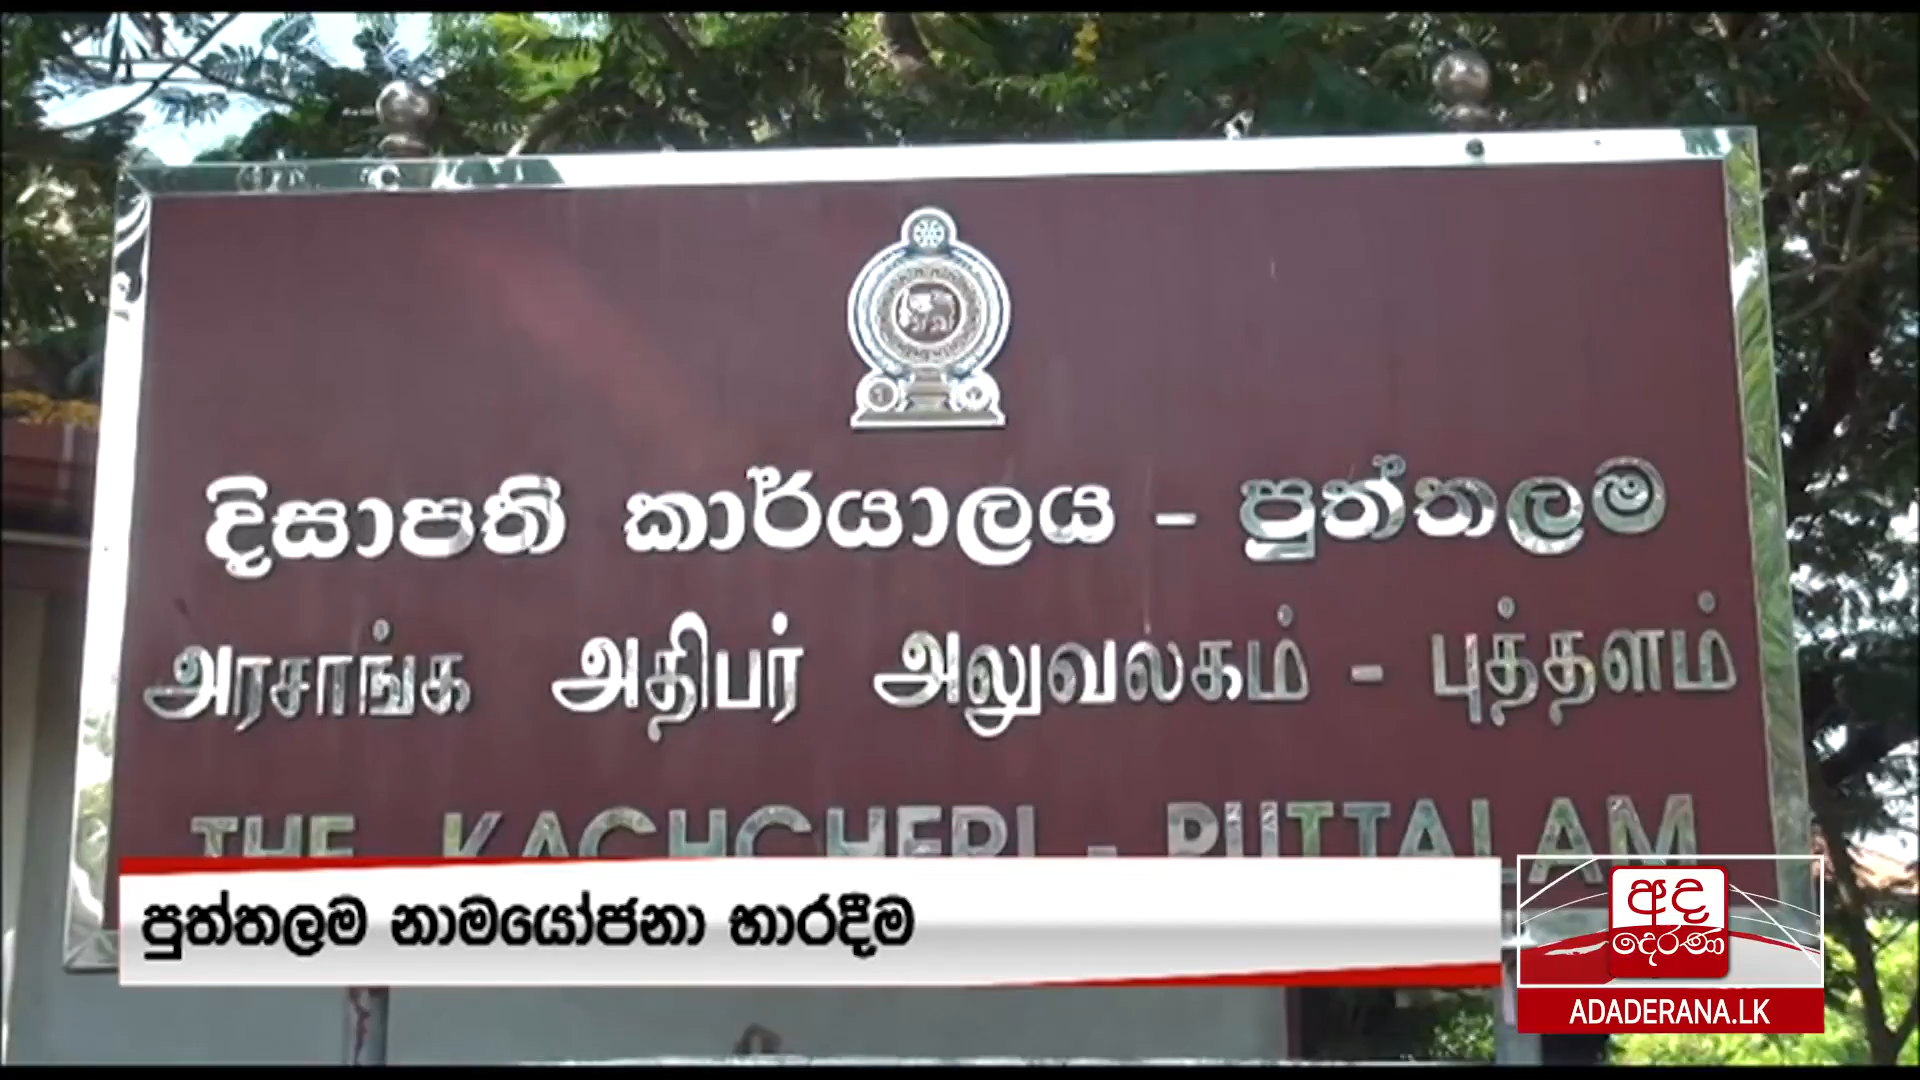 දිසාපති කාර්යාලය - පුත්තලම
அரசாங்க அதிபர் அலுவலகம் - புத்தளம்
THE KACHCHERI - PUTTALAM
පුත්තලම නාමයෝජනා භාරදීම
අද
දෙරණ
ADADERANA.LK